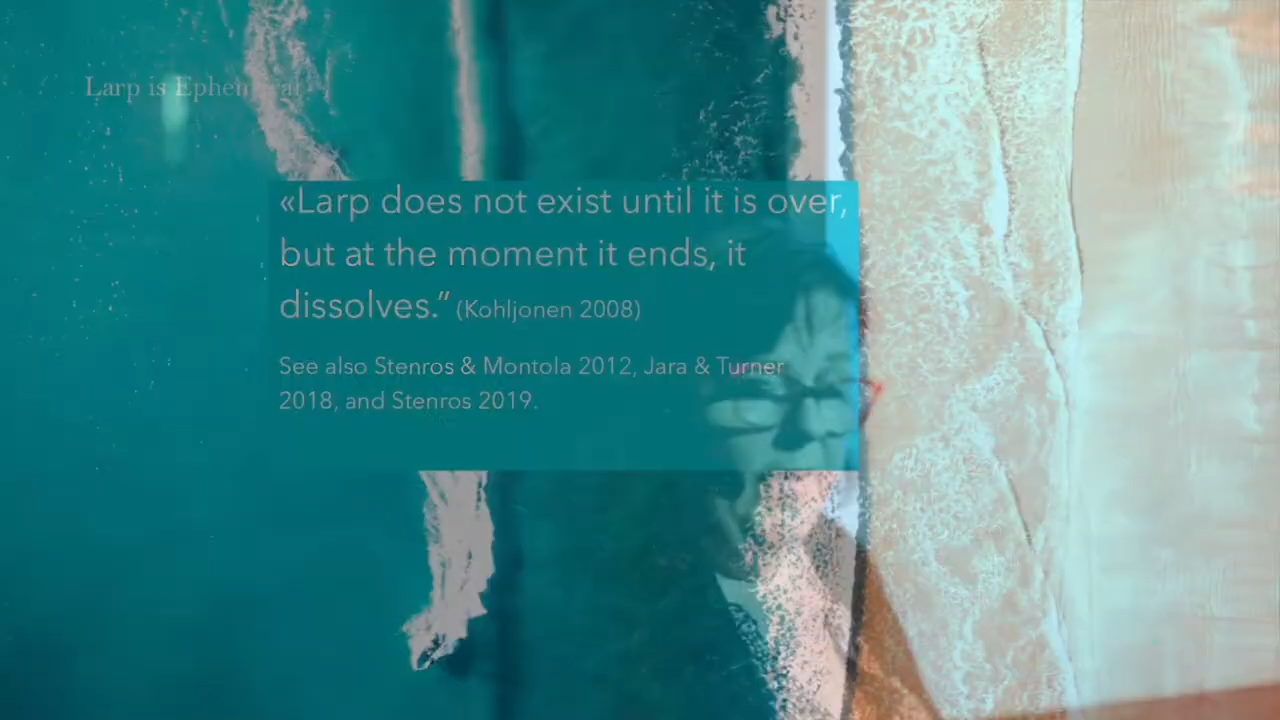 Larp is Ephemeral
«Larp does not exist until it is over,
but at the moment it ends, it
dissolves.” (Kohljonen 2008)
See also Stenros & Montola 2012, Jara & Turner
2018, and Stenros 2019.